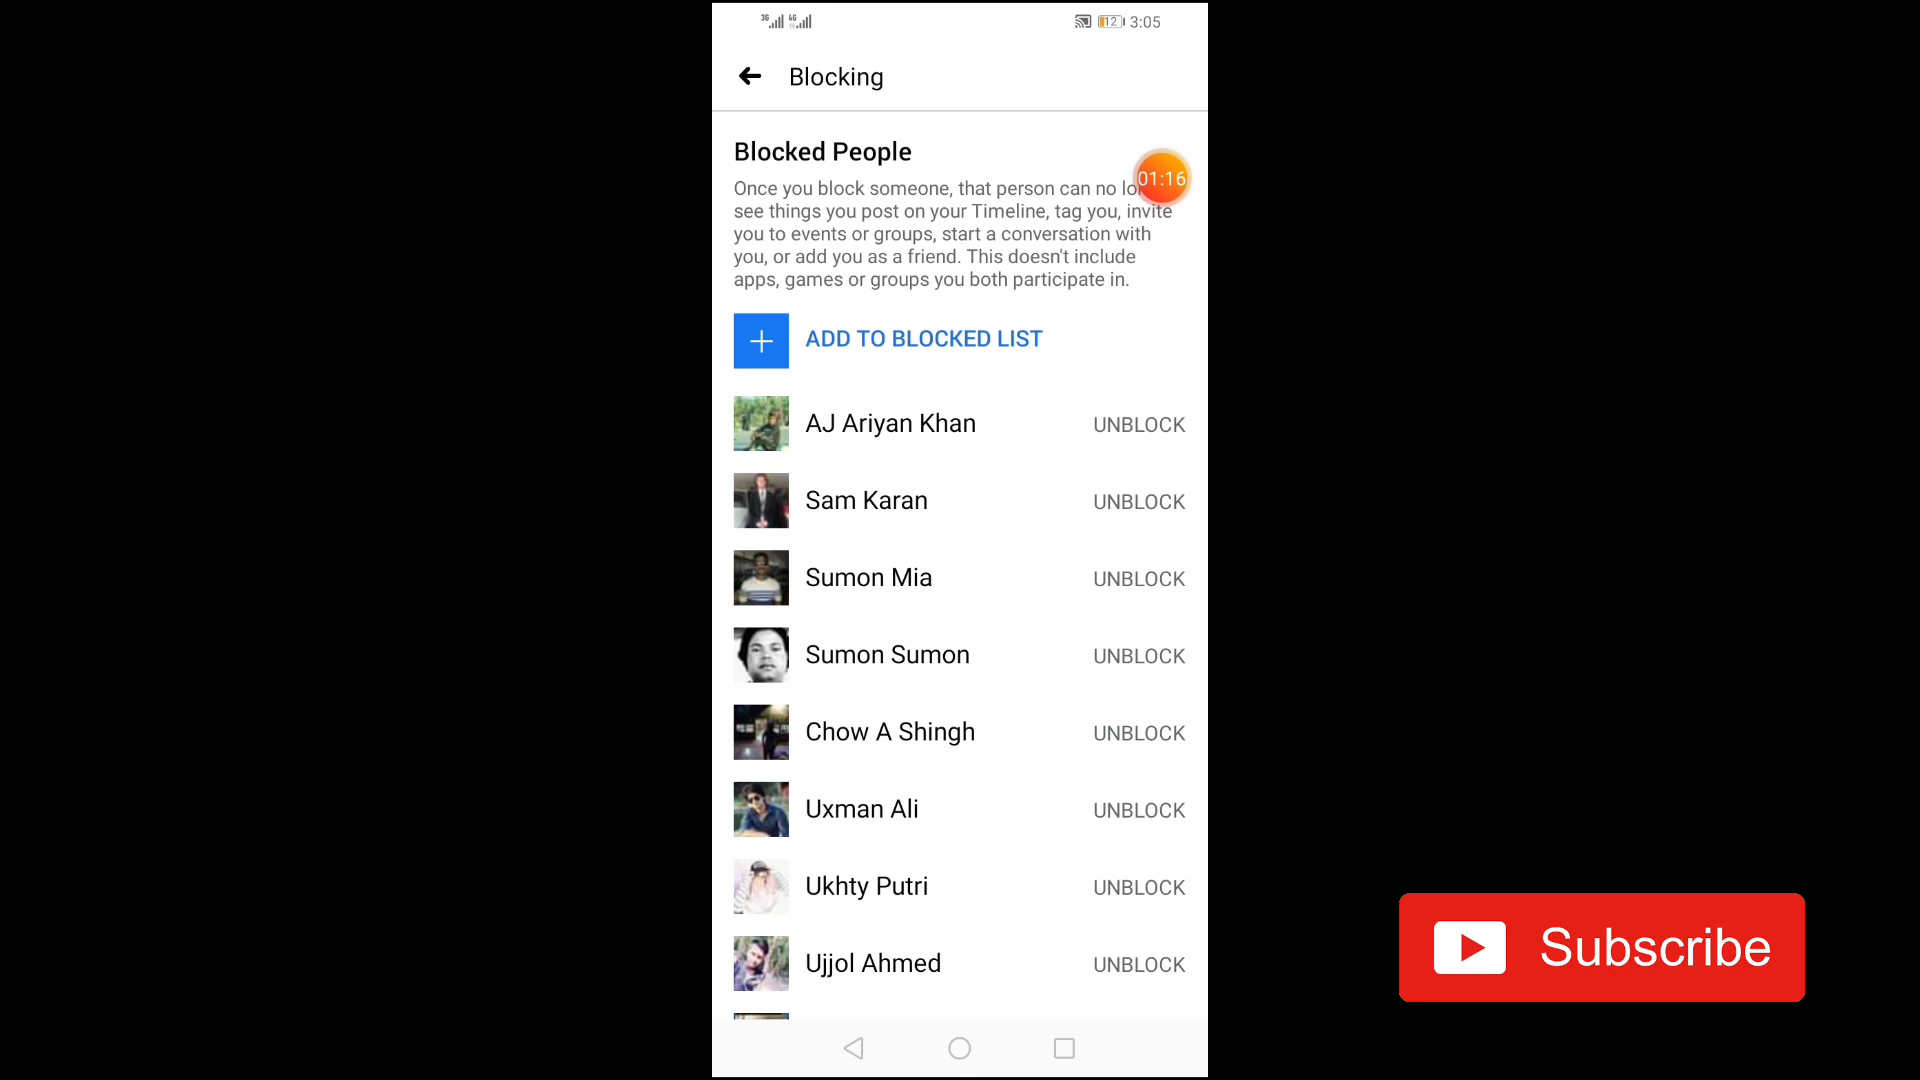 3G 4G 12 3:05
Blocking
Blocked People
01:16
Once you block someone, that person can no
see things you post on your Timeline, tag you, invite
you to events or groups, start a conversation with
you, or add you as a friend. This doesn't include
apps, games or groups you both participate in.
ADD TO BLOCKED LIST
AJ Ariyan Khan UNBLOCK
Sam Karan UNBLOCK
Sumon Mia UNBLOCK
Sumon Sumon UNBLOCK
Chow A Shingh UNBLOCK
Uxman Ali UNBLOCK
Ukhty Putri UNBLOCK
Ujjol Ahmed UNBLOCK
Subscribe